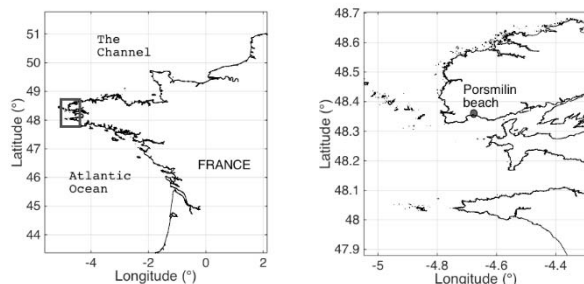 51
50
49
48
47
46
45
44
Latitude (°)
The
Channel
FRANCE
Atlantic
Ocean
-4
-2
0
2
Longitude (°)
48.7
48.6
48.5
48.4
48.3
48.2
48.1
48
47.9
Latitude (°)
Porsmilin
beach
-5
-4.8
-4.6
-4.4
Longitude (°)